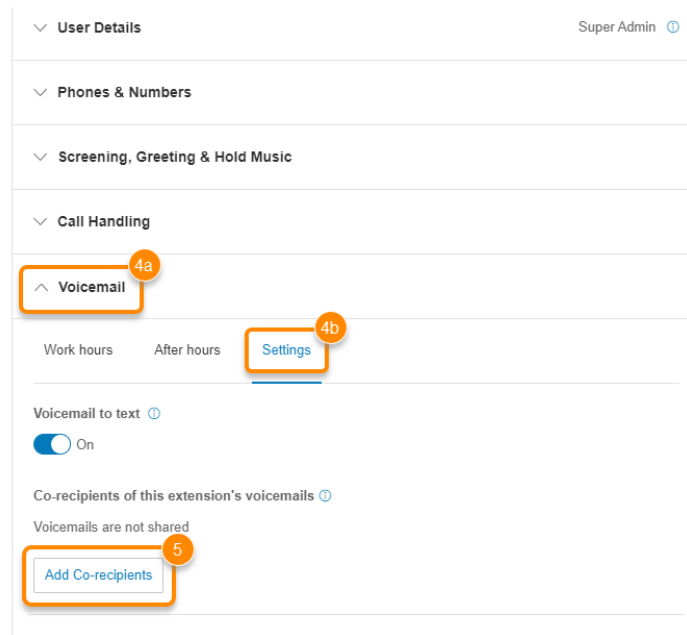 User Details Super Admin
Phones & Numbers
Screening, Greeting & Hold Music
Call Handling
4a
Voicemail
4b
Work hours After hours Settings
Voicemail to text
On
Co-recipients of this extension's voicemails
Voicemails are not shared
5
Add Co-recipients